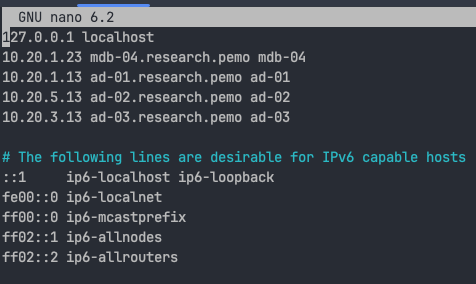 GNU nano 6.2
127.0.0.1 localhost
10.20.1.23 mdb-04.research.pemo mdb-04
10.20.1.13 ad-01.research.pemo ad-01
10.20.5.13 ad-02.research.pemo ad-02
10.20.3.13 ad-03.research.pemo ad-03
# The following lines are desirable for IPv6 capable hosts
::1     ip6-localhost ip6-loopback
fe00::0 ip6-localnet
ff00::0 ip6-mcastprefix
ff02::1 ip6-allnodes
ff02::2 ip6-allrouters